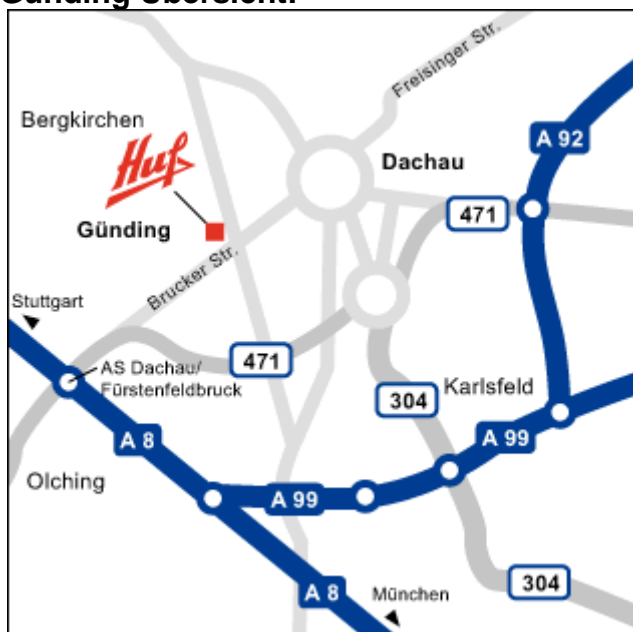 Günding Übersicht:
Freisinger Str.
Bergkirchen
A 92
Huf
Dachau
471
Günding
Brucker Str.
Stuttgart
471
AS Dachau/
Fürstenfeldbruck
Karlsfeld
304
A 8
A 99
Olching
A 99
304
A 8
München